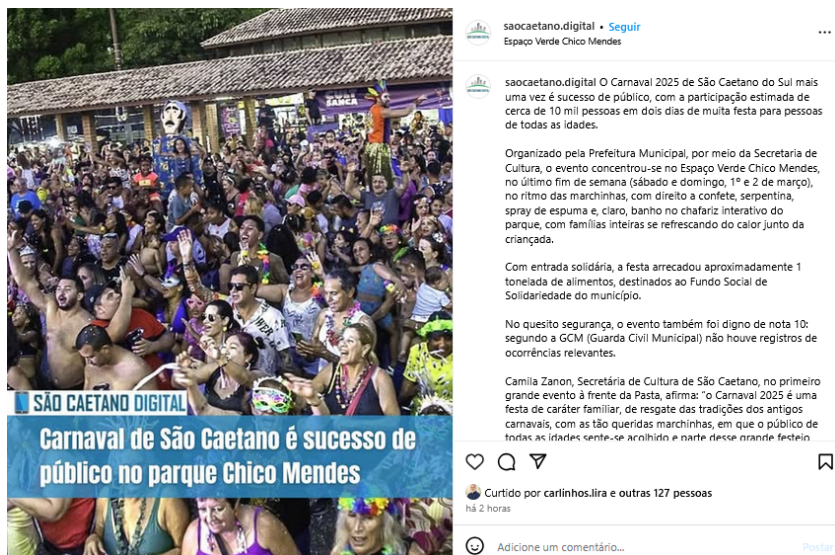 SÃO CAETANO DIGITAL
Carnaval de São Caetano é sucesso de
público no parque Chico Mendes
saocaetano.digital • Seguir
Espaço Verde Chico Mendes
saocaetano.digital O Carnaval 2025 de São Caetano do Sul mais
uma vez é sucesso de público, com a participação estimada de
cerca de 10 mil pessoas em dois dias de muita festa para pessoas
de todas as idades.
Organizado pela Prefeitura Municipal, por meio da Secretaria de
Cultura, o evento concentrou-se no Espaço Verde Chico Mendes,
no último fim de semana (sábado e domingo, 1º e 2 de março),
no ritmo das marchinhas, com direito a confete, serpentina,
spray de espuma e, claro, banho no chafariz interativo do
parque, com famílias inteiras se refrescando do calor junto da
criançada.
Com entrada solidária, a festa arrecadou aproximadamente 1
tonelada de alimentos, destinados ao Fundo Social de
Solidariedade do município.
No quesito segurança, o evento também foi digno de nota 10:
segundo a GCM (Guarda Civil Municipal) não houve registros de
ocorrências relevantes.
Camila Zanon, Secretária de Cultura de São Caetano, no primeiro
grande evento à frente da Pasta, afirma: “o Carnaval 2025 é uma
festa de caráter familiar, de resgate das tradições dos antigos
carnavais, com as tão queridas marchinhas, em que o público de
todas as idades sente-se acolhido e parte desse grande festejo
Curtido por carlinhos.lira e outras 127 pessoas
há 2 horas
Adicione um comentário...
Postar